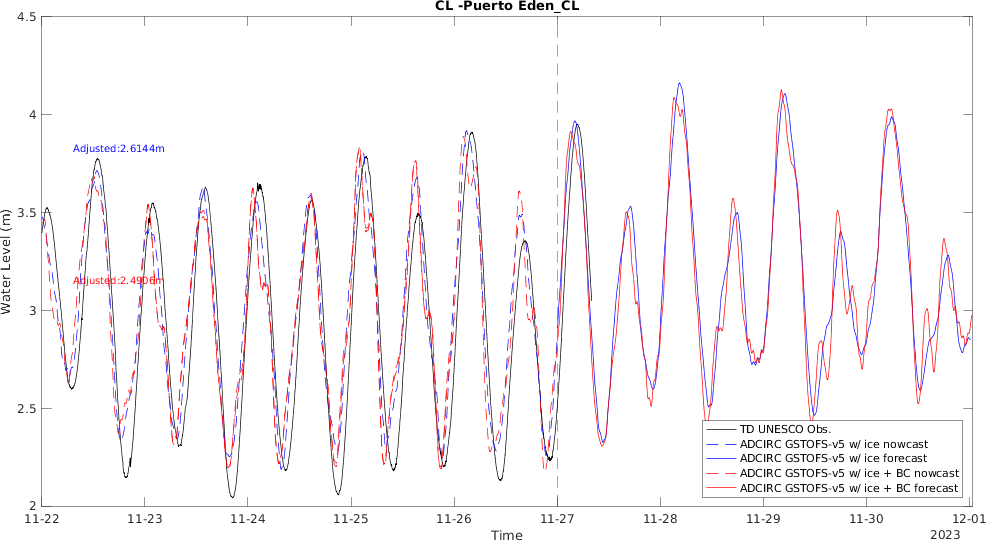 CL -Puerto Eden_CL
4.5
4
3.5
3
2.5
2
Water Level (m)
Adjusted:2.6144m
Adjusted:2.4906m
TD UNESCO Obs.
ADCIRC GSTOFS-v5 w/ ice nowcast
ADCIRC GSTOFS-v5 w/ ice forecast
ADCIRC GSTOFS-v5 w/ ice + BC nowcast
ADCIRC GSTOFS-v5 w/ ice + BC forecast
11-22 11-23 11-24 11-25 11-26 11-27 11-28 11-29 11-30 12-01
Time
2023